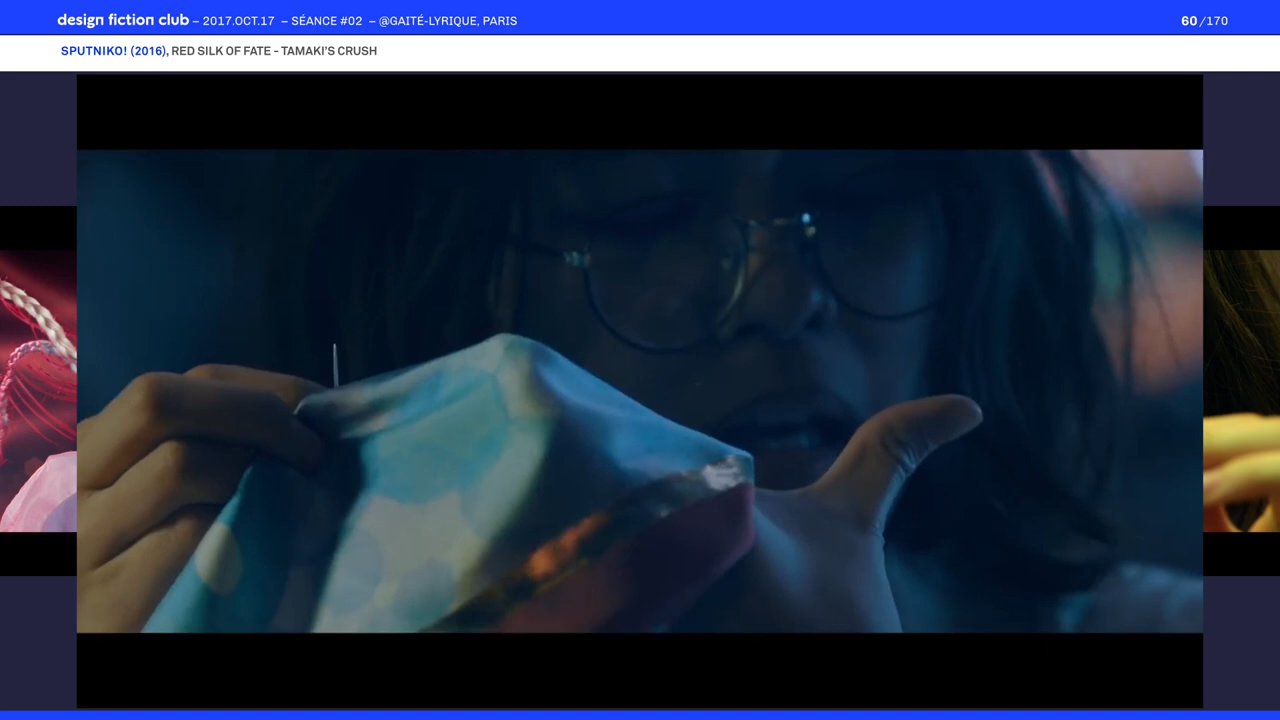 design fiction club – 2017.OCT.17 – SÉANCE #02 – @GAITÉ-LYRIQUE, PARIS 60/170
SPUTNIKO! (2016), RED SILK OF FATE - TAMAKI'S CRUSH